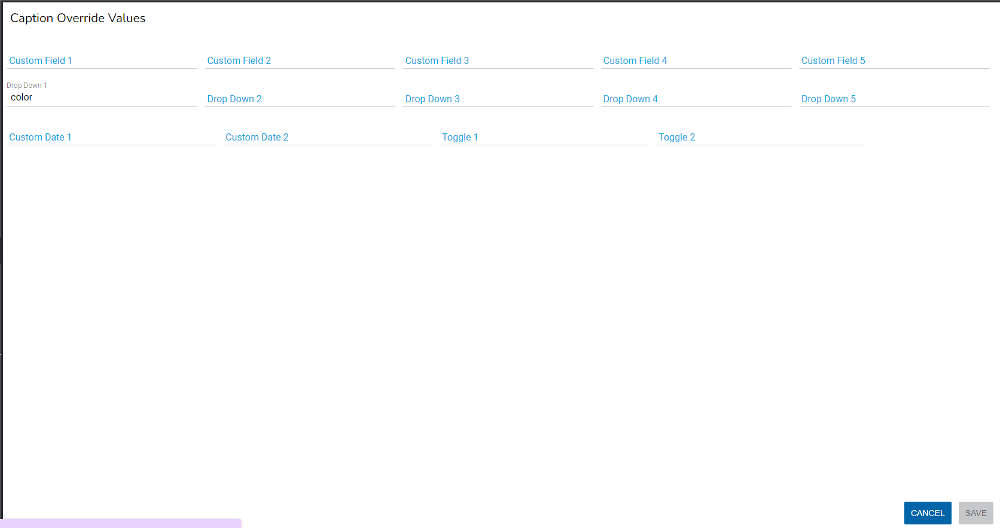 Caption Override Values
Custom Field 1 Custom Field 2 Custom Field 3 Custom Field 4 Custom Field 5
Drop Down 1
color
Drop Down 2 Drop Down 3 Drop Down 4 Drop Down 5
Custom Date 1 Custom Date 2 Toggle 1 Toggle 2
CANCEL SAVE